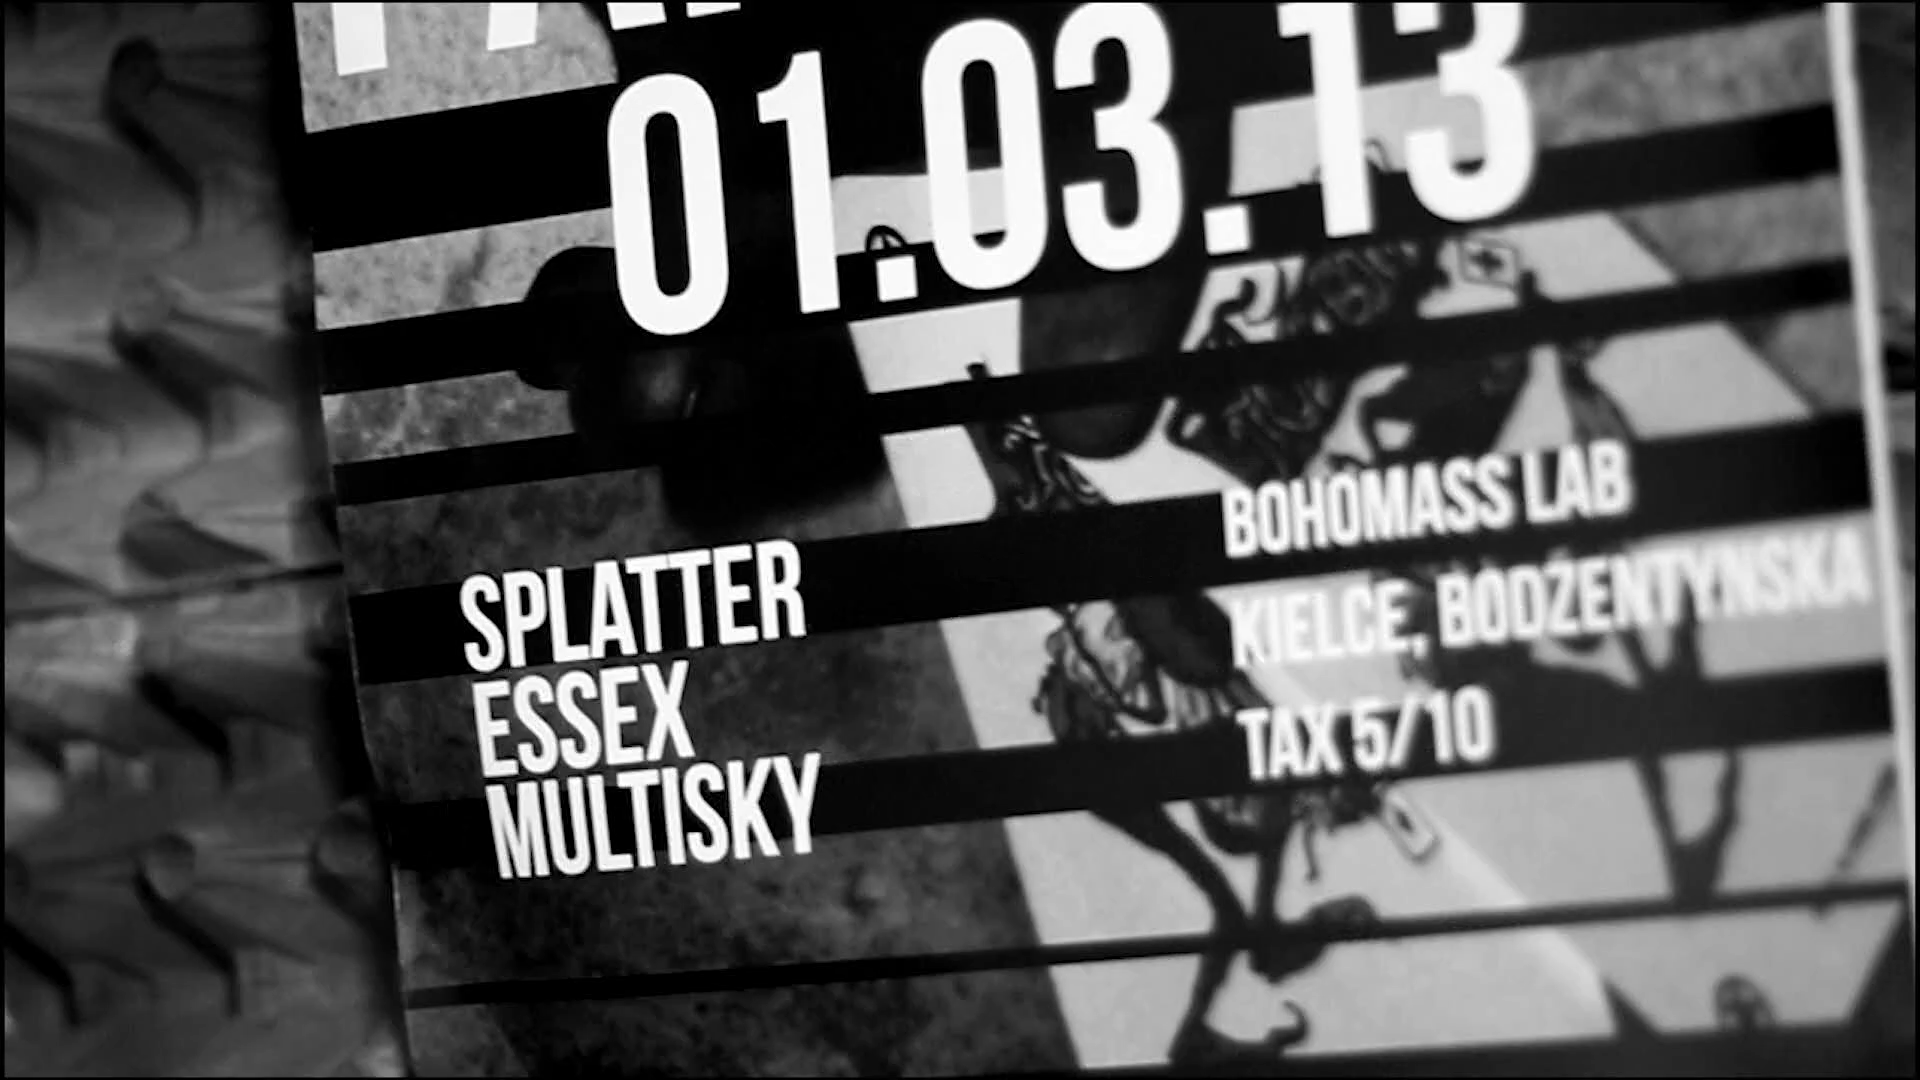 01.03.13
SPLATTER
ESSEX
MULTISKY
BOHOMASS LAB
KIELCE, BODZENTYNSKA
TAX 5/10